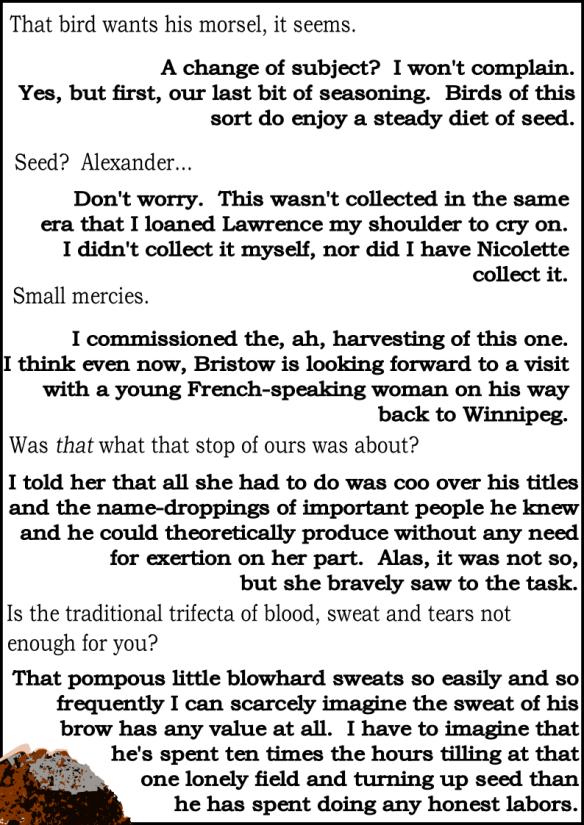 That bird wants his morsel, it seems.
A change of subject?  I won't complain.
Yes, but first, our last bit of seasoning.  Birds of this
sort do enjoy a steady diet of seed.
Seed?  Alexander...
Don't worry.  This wasn't collected in the same
era that I loaned Lawrence my shoulder to cry on.
I didn't collect it myself, nor did I have Nicolette
collect it.
Small mercies.
I commissioned the, ah, harvesting of this one.
I think even now, Bristow is looking forward to a visit
with a young French-speaking woman on his way
back to Winnipeg.
Was that what that stop of ours was about?
I told her that all she had to do was coo over his titles
and the name-droppings of important people he knew
and he could theoretically produce without any need
for exertion on her part.  Alas, it was not so,
but she bravely saw to the task.
Is the traditional trifecta of blood, sweat and tears not
enough for you?
That pompous little blowhard sweats so easily and so
frequently I can scarcely imagine the sweat of his
brow has any value at all.  I have to imagine that
he's spent ten times the hours tilling at that
one lonely field and turning up seed than
he has spent doing any honest labors.